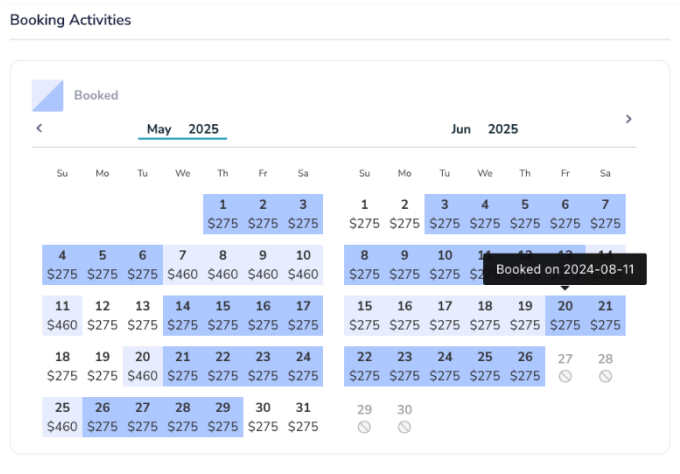 Booking Activities
Booked
May 2025
Jun 2025
Su Mo Tu We Th Fr Sa
1 2 3
$275 $275 $275
4 5 6 7 8 9 10
$275 $275 $275 $460 $460 $460 $460
11 12 13 14 15 16 17
$460 $275 $275 $275 $275 $275 $275
18 19 20 21 22 23 24
$275 $275 $460 $275 $275 $275 $275
25 26 27 28 29 30 31
$460 $275 $275 $275 $275 $275 $275
Su Mo Tu We Th Fr Sa
1 2 3 4 5 6 7
$275 $275 $275 $275 $275 $275 $275
8 9 10 11 12 13 14
$275 $275 $275
Booked on 2024-08-11
15 16 17 18 19 20 21
$275 $275 $275 $275 $275 $275 $275
22 23 24 25 26 27 28
$275 $275 $275 $275 $275
29 30